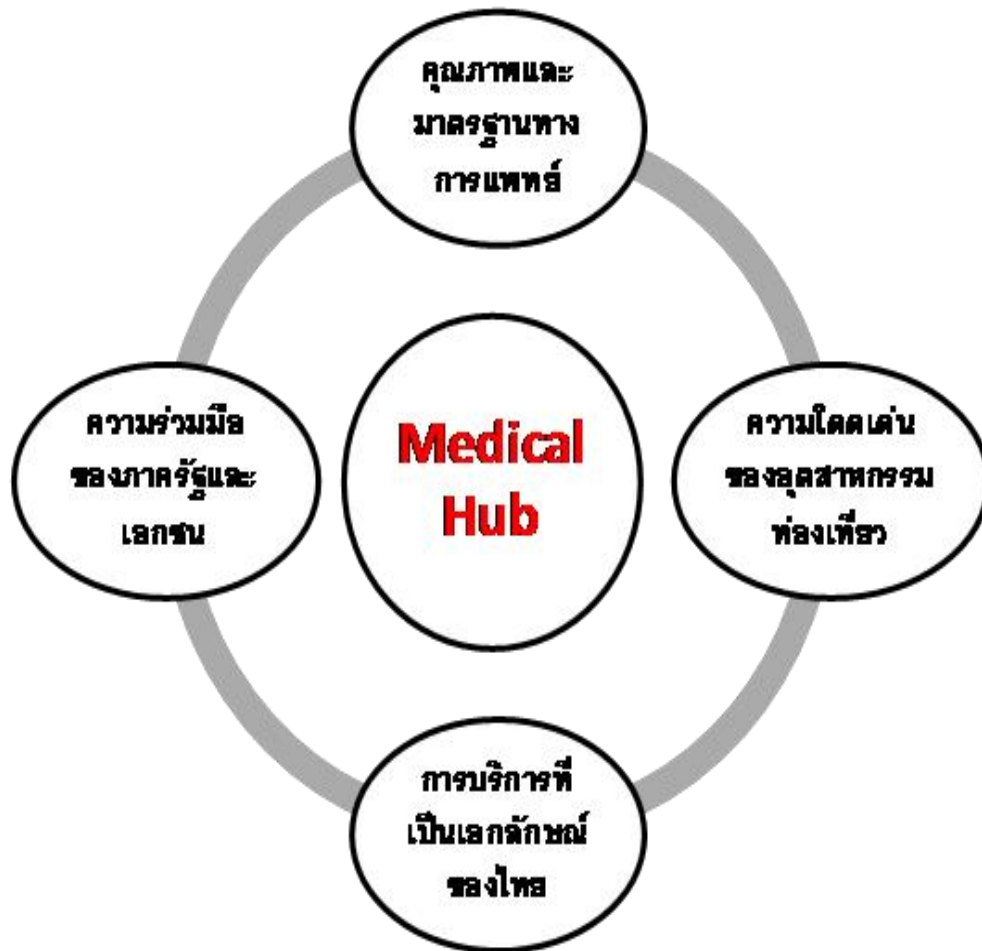 คุณภาพและ
มาตรฐานทาง
การแพทย์
ความร่วมมือ
ของภาครัฐและ
เอกชน
Medical
Hub
ความโดดเด่น
ของอุตสาหกรรม
ท่องเที่ยว
การบริการที่
เป็นเอกลักษณ์
ของไทย